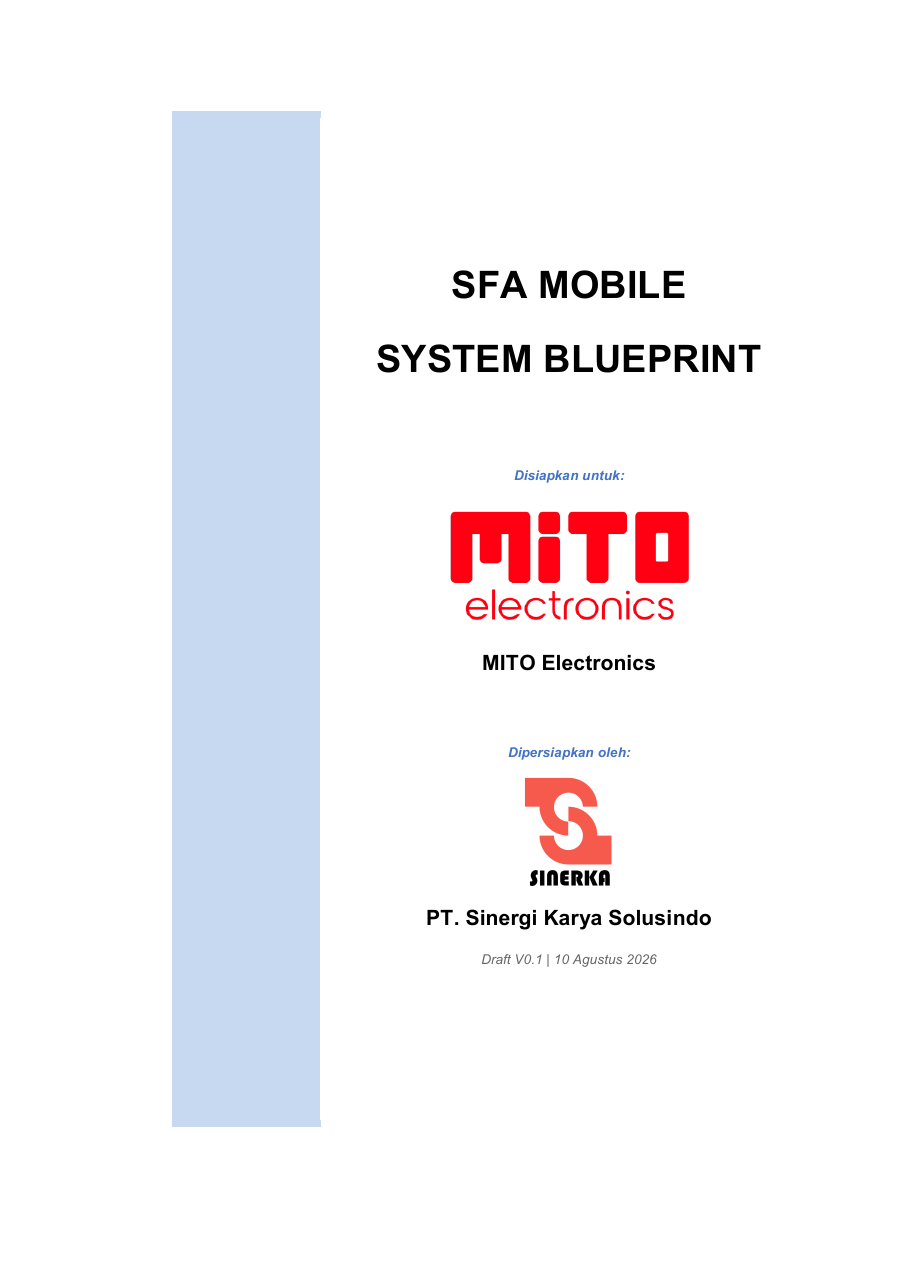 SFA MOBILE
SYSTEM BLUEPRINT
Disiapkan untuk:
MiTO
electronics
MITO Electronics
Dipersiapkan oleh:
SINERKA
PT. Sinergi Karya Solusindo
Draft V0.1 | 10 Agustus 2026